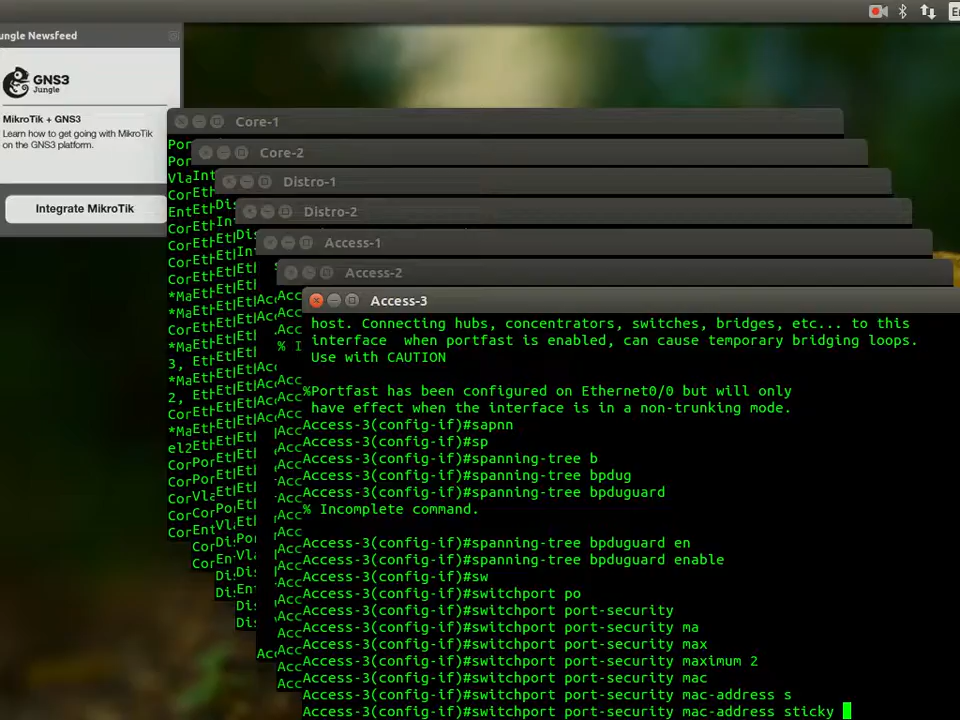 En
ungle Newsfeed
GNS3
Jungle
MikroTik + GNS3
Learn how to get going with MikroTik
on the GNS3 platform.
Integrate MikroTik
Core-1
Core-2
Distro-1
Distro-2
Access-1
Access-2
Access-3
host. Connecting hubs, concentrators, switches, bridges, etc... to this
interface when portfast is enabled, can cause temporary bridging loops.
Use with CAUTION
%Portfast has been configured on Ethernet0/0 but will only
have effect when the interface is in a non-trunking mode.
Access-3(config-if)#sapnn
Access-3(config-if)#sp
Access-3(config-if)#spanning-tree b
Access-3(config-if)#spanning-tree bpdug
Access-3(config-if)#spanning-tree bpduguard
% Incomplete command.
Access-3(config-if)#spanning-tree bpduguard en
Access-3(config-if)#spanning-tree bpduguard enable
Access-3(config-if)#sw
Access-3(config-if)#switchport po
Access-3(config-if)#switchport port-security
Access-3(config-if)#switchport port-security ma
Access-3(config-if)#switchport port-security max
Access-3(config-if)#switchport port-security maximum 2
Access-3(config-if)#switchport port-security mac
Access-3(config-if)#switchport port-security mac-address s
Access-3(config-if)#switchport port-security mac-address sticky